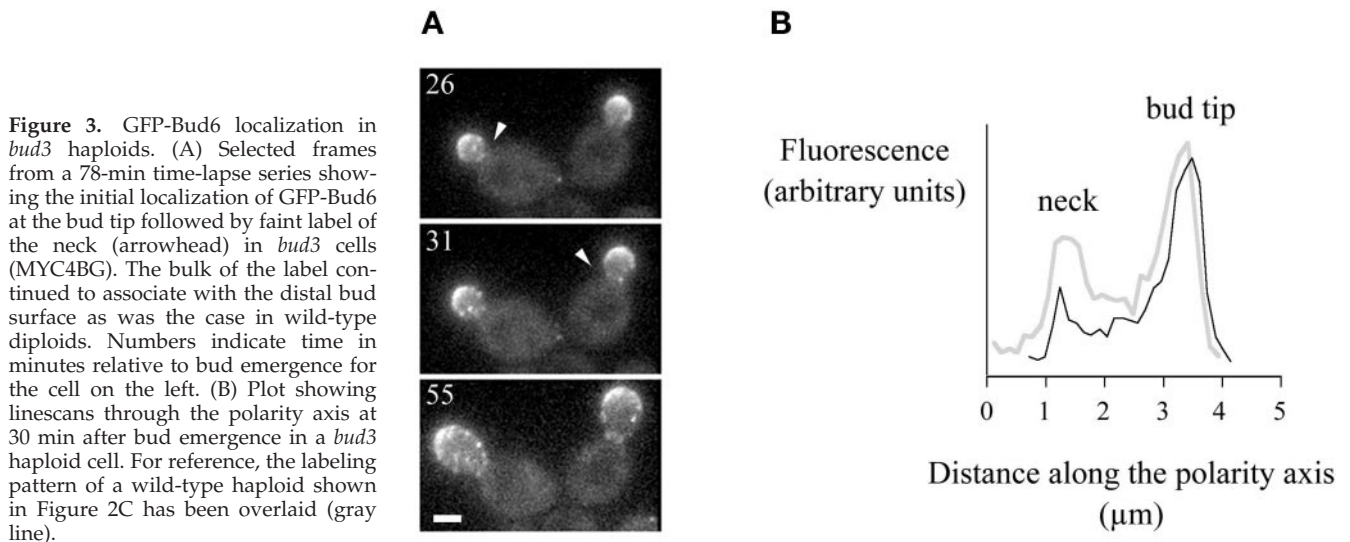 Figure 3. GFP-Bud6 localization in
bud3 haploids. (A) Selected frames
from a 78-min time-lapse series show-
ing the initial localization of GFP-Bud6
at the bud tip followed by faint label of
the neck (arrowhead) in bud3 cells
(MYC4BG). The bulk of the label con-
tinued to associate with the distal bud
surface as was the case in wild-type
diploids. Numbers indicate time in
minutes relative to bud emergence for
the cell on the left. (B) Plot showing
linescans through the polarity axis at
30 min after bud emergence in a bud3
haploid cell. For reference, the labeling
pattern of a wild-type haploid shown
in Figure 2C has been overlaid (gray
line).
A
26
31
55
B
Fluorescence
(arbitrary units)
neck
bud tip
0 1 2 3 4 5
Distance along the polarity axis
(µm)